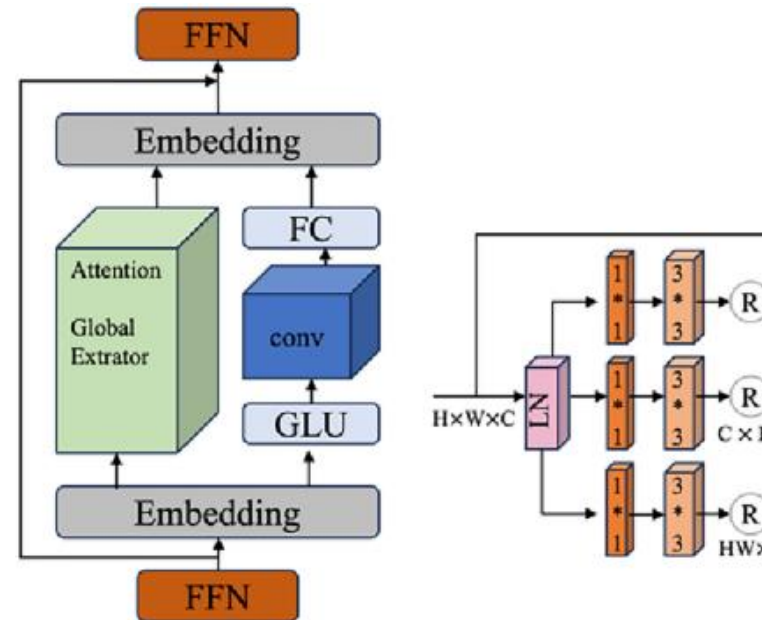 FFN
Embedding
FC
Attention
Global
Extrator
conv
GLU
Embedding
FFN
H×W×C
LN
1
*
1
3
*
3
R
1
*
1
3
*
3
R
C ×
1
*
1
3
*
3
R
HW×